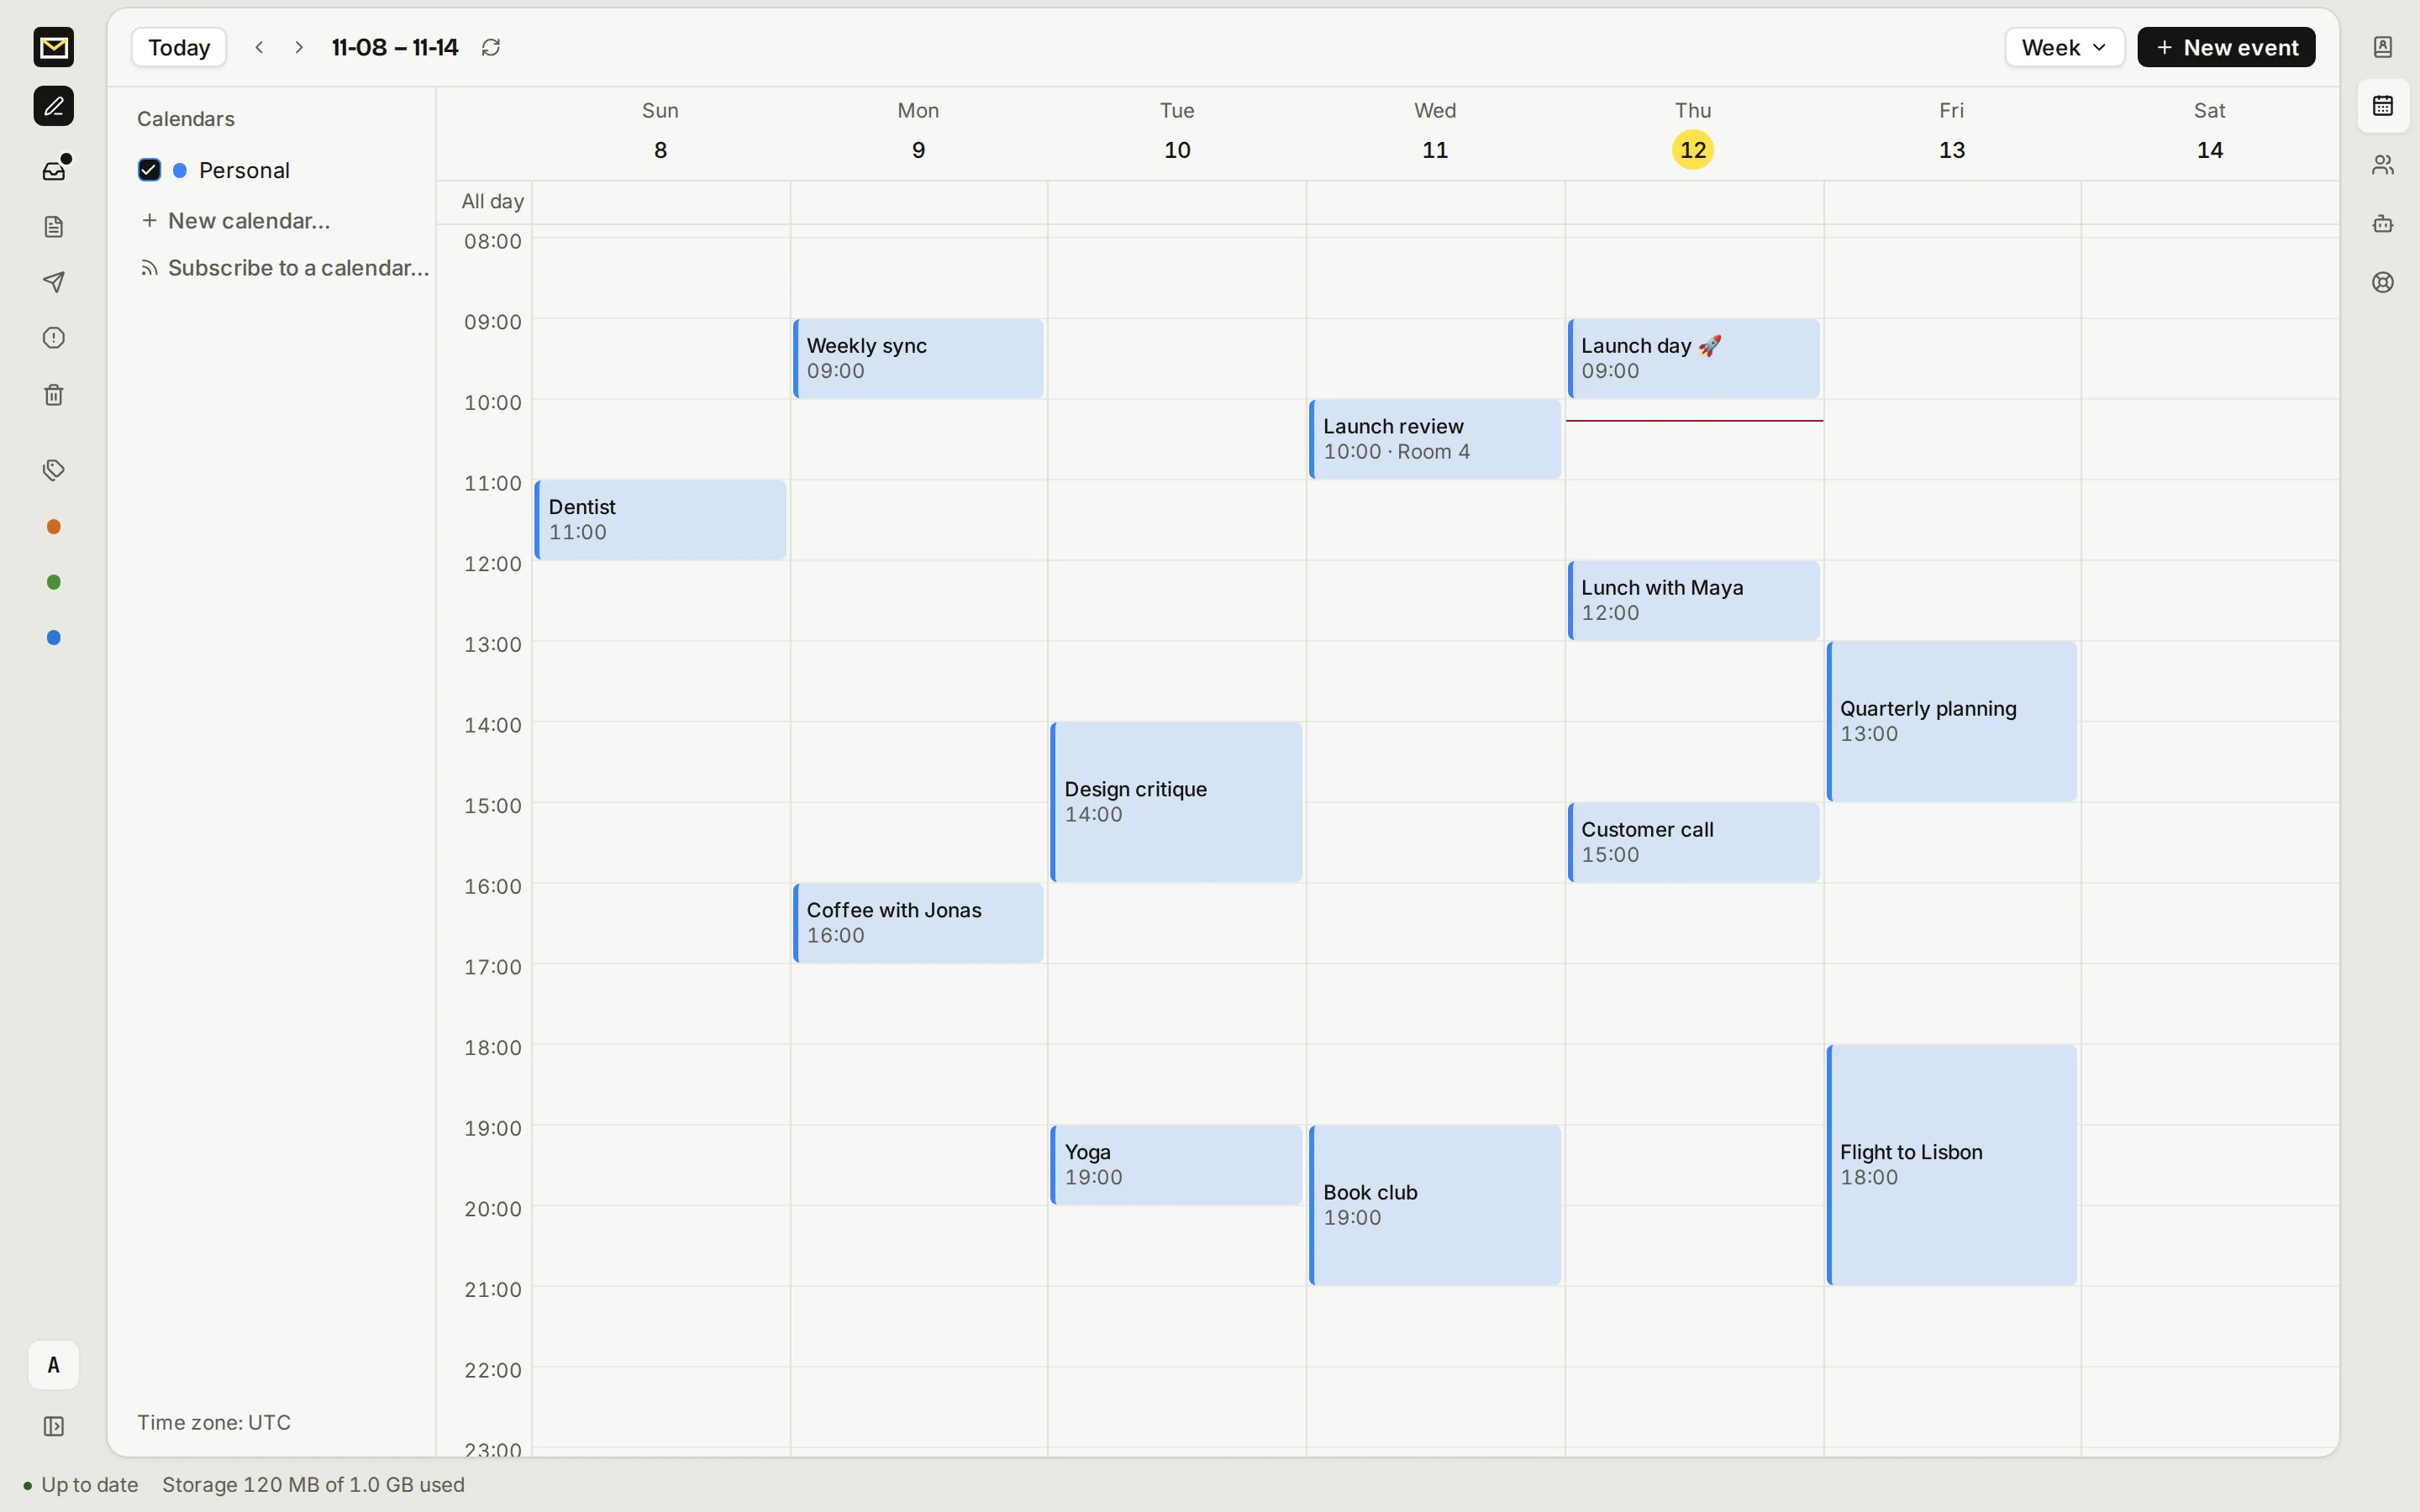 Today
11-08 – 11-14
Week
New event
Calendars
Personal
New calendar...
Subscribe to a calendar...
Sun
Mon
Tue
Wed
Thu
Fri
Sat
8
9
10
11
12
13
14
All day
08:00
09:00
10:00
11:00
12:00
13:00
14:00
15:00
16:00
17:00
18:00
19:00
20:00
21:00
22:00
23:00
Dentist
11:00
Weekly sync
09:00
Coffee with Jonas
16:00
Design critique
14:00
Yoga
19:00
Launch review
10:00 · Room 4
Book club
19:00
Launch day 🚀
09:00
Lunch with Maya
12:00
Customer call
15:00
Quarterly planning
13:00
Flight to Lisbon
18:00
A
Time zone: UTC
Up to date
Storage 120 MB of 1.0 GB used